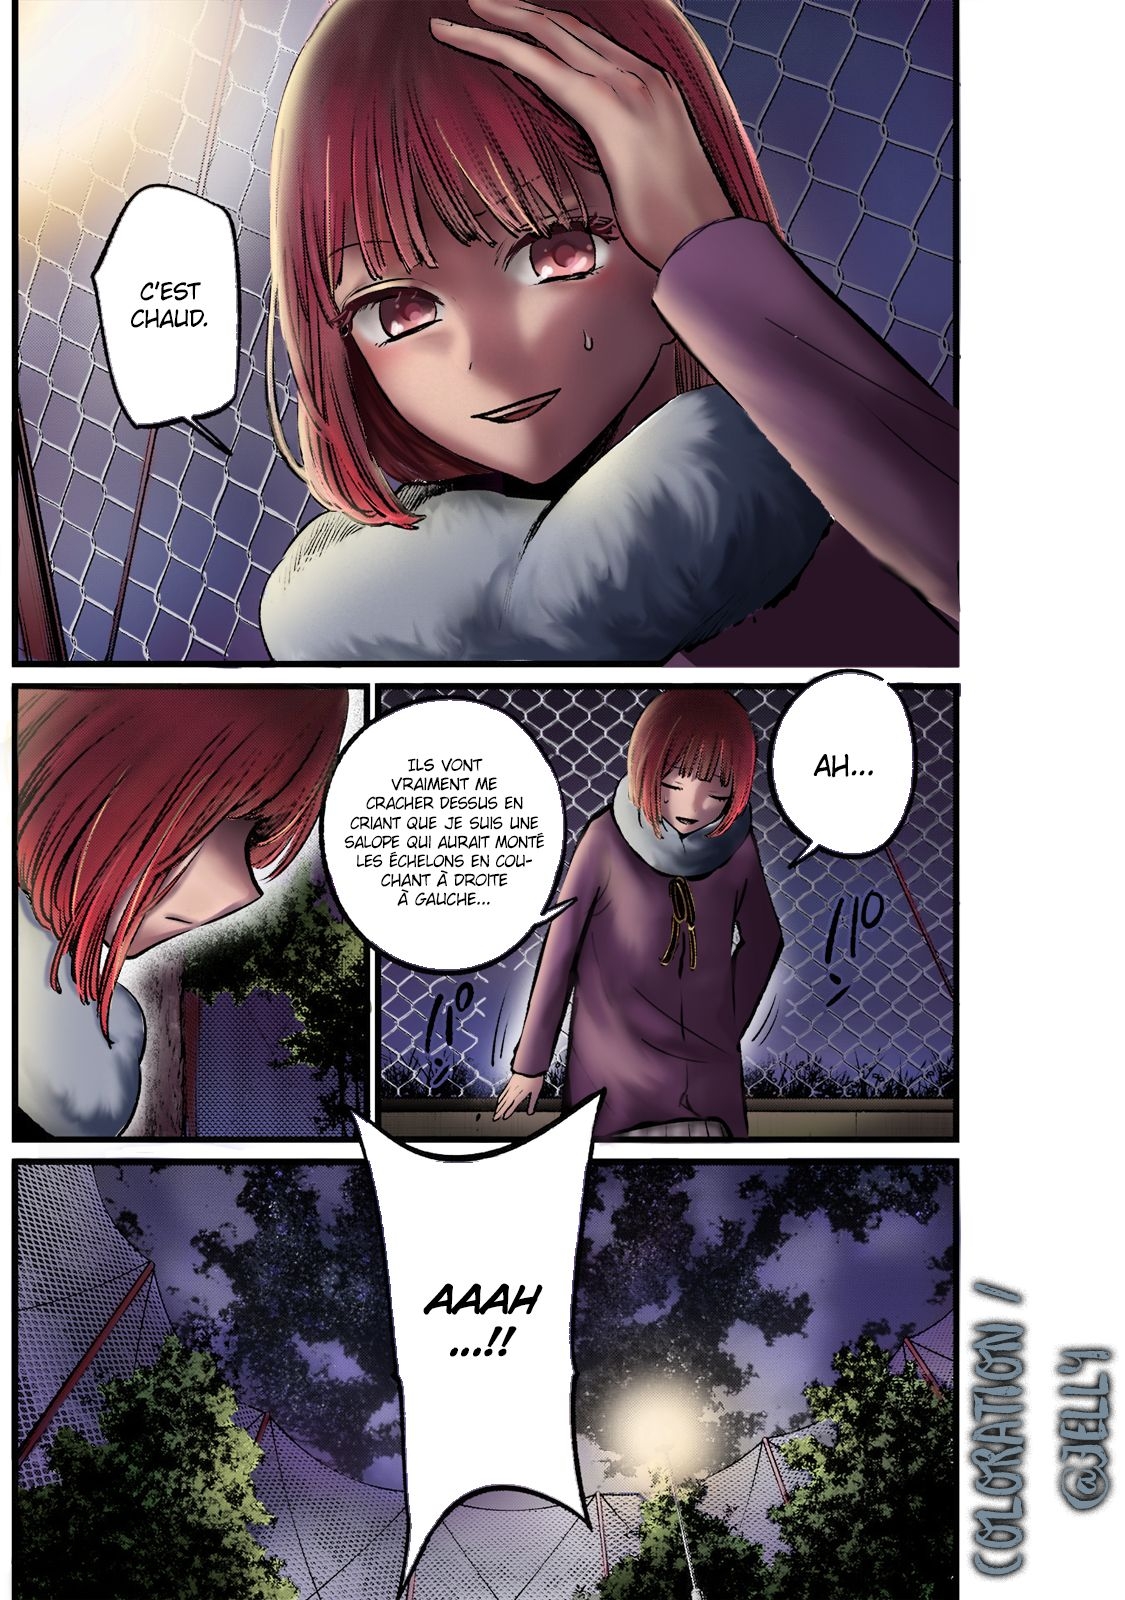 C'EST
CHAUD.
AH...
ILS VONT
VRAIMENT ME
CRACHER DESSUS EN
CRIANT QUE JE SUIS UNE
SALOPE QUI AURAIT MONTÉ
LES ÉCHELONS EN COU-
CHANT À DROITE
À GAUCHE...
AAAH
...!!
COLORATION /
@JELLY